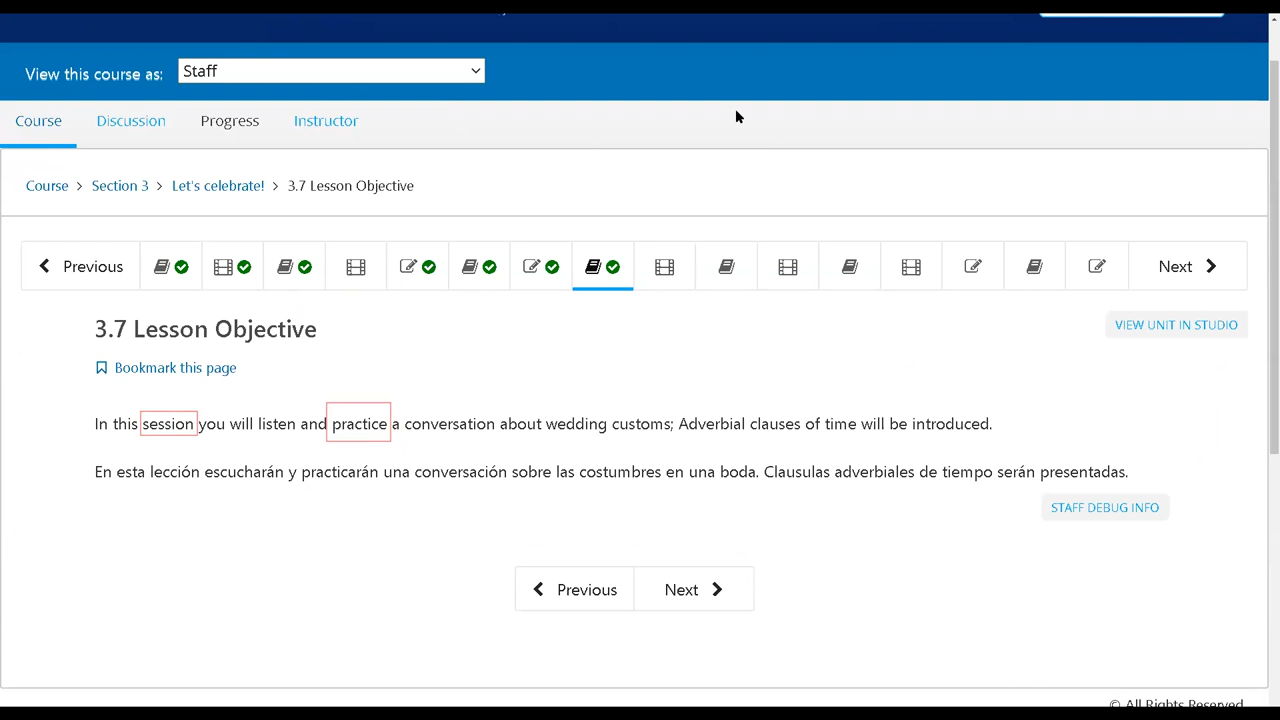 View this course as: Staff
Course Discussion Progress Instructor
Course > Section 3 > Let's celebrate! > 3.7 Lesson Objective
Previous Next
3.7 Lesson Objective
VIEW UNIT IN STUDIO
Bookmark this page
In this session you will listen and practice a conversation about wedding customs; Adverbial clauses of time will be introduced.
En esta lección escucharán y practicarán una conversación sobre las costumbres en una boda. Clausulas adverbiales de tiempo serán presentadas.
STAFF DEBUG INFO
Previous Next
© All Rights Reserved